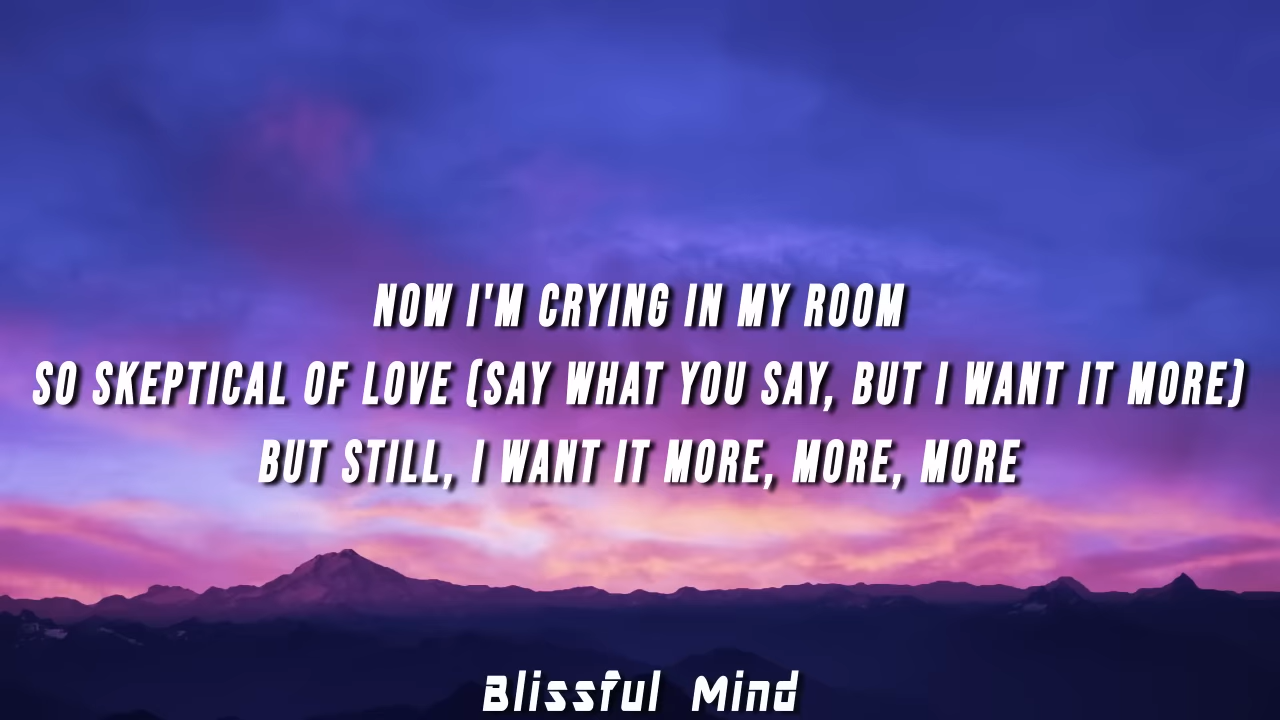 NOW I'M CRYING IN MY ROOM
SO SKEPTICAL OF LOVE (SAY WHAT YOU SAY, BUT I WANT IT MORE)
BUT STILL, I WANT IT MORE, MORE, MORE
Blissful Mind